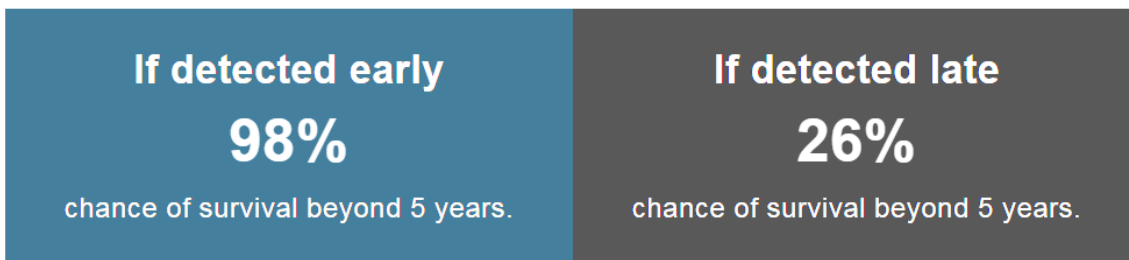 If detected early
98%
chance of survival beyond 5 years.
If detected late
26%
chance of survival beyond 5 years.